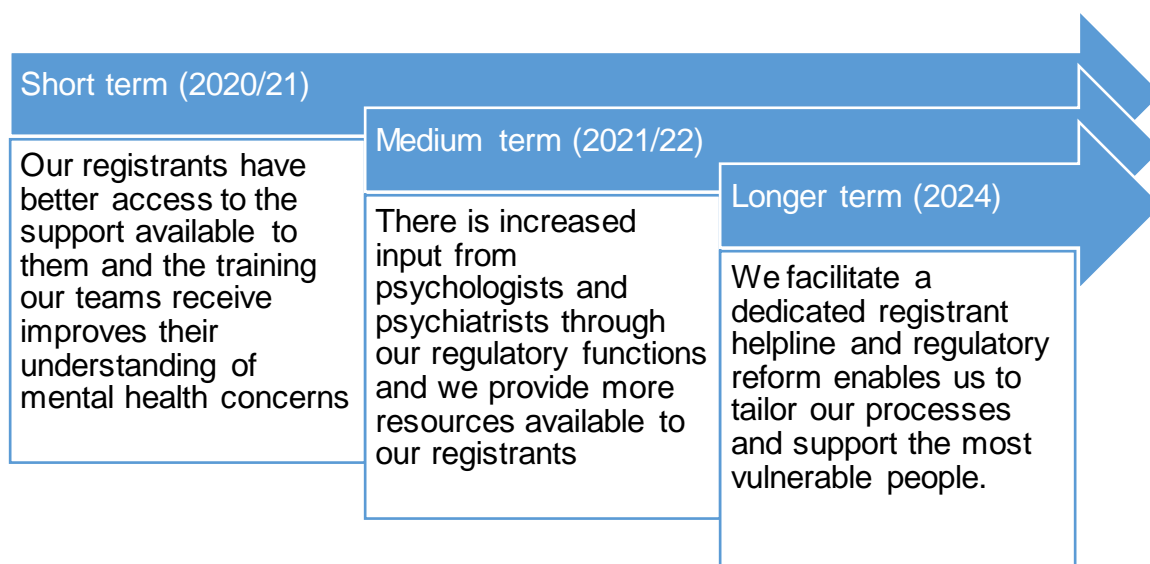 Short term (2020/21)
Our registrants have
better access to the
support available to
them and the training
our teams receive
improves their
understanding of
mental health concerns
Medium term (2021/22)
There is increased
input from
psychologists and
psychiatrists through
our regulatory functions
and we provide more
resources available to
our registrants
Longer term (2024)
We facilitate a
dedicated registrant
helpline and regulatory
reform enables us to
tailor our processes
and support the most
vulnerable people.